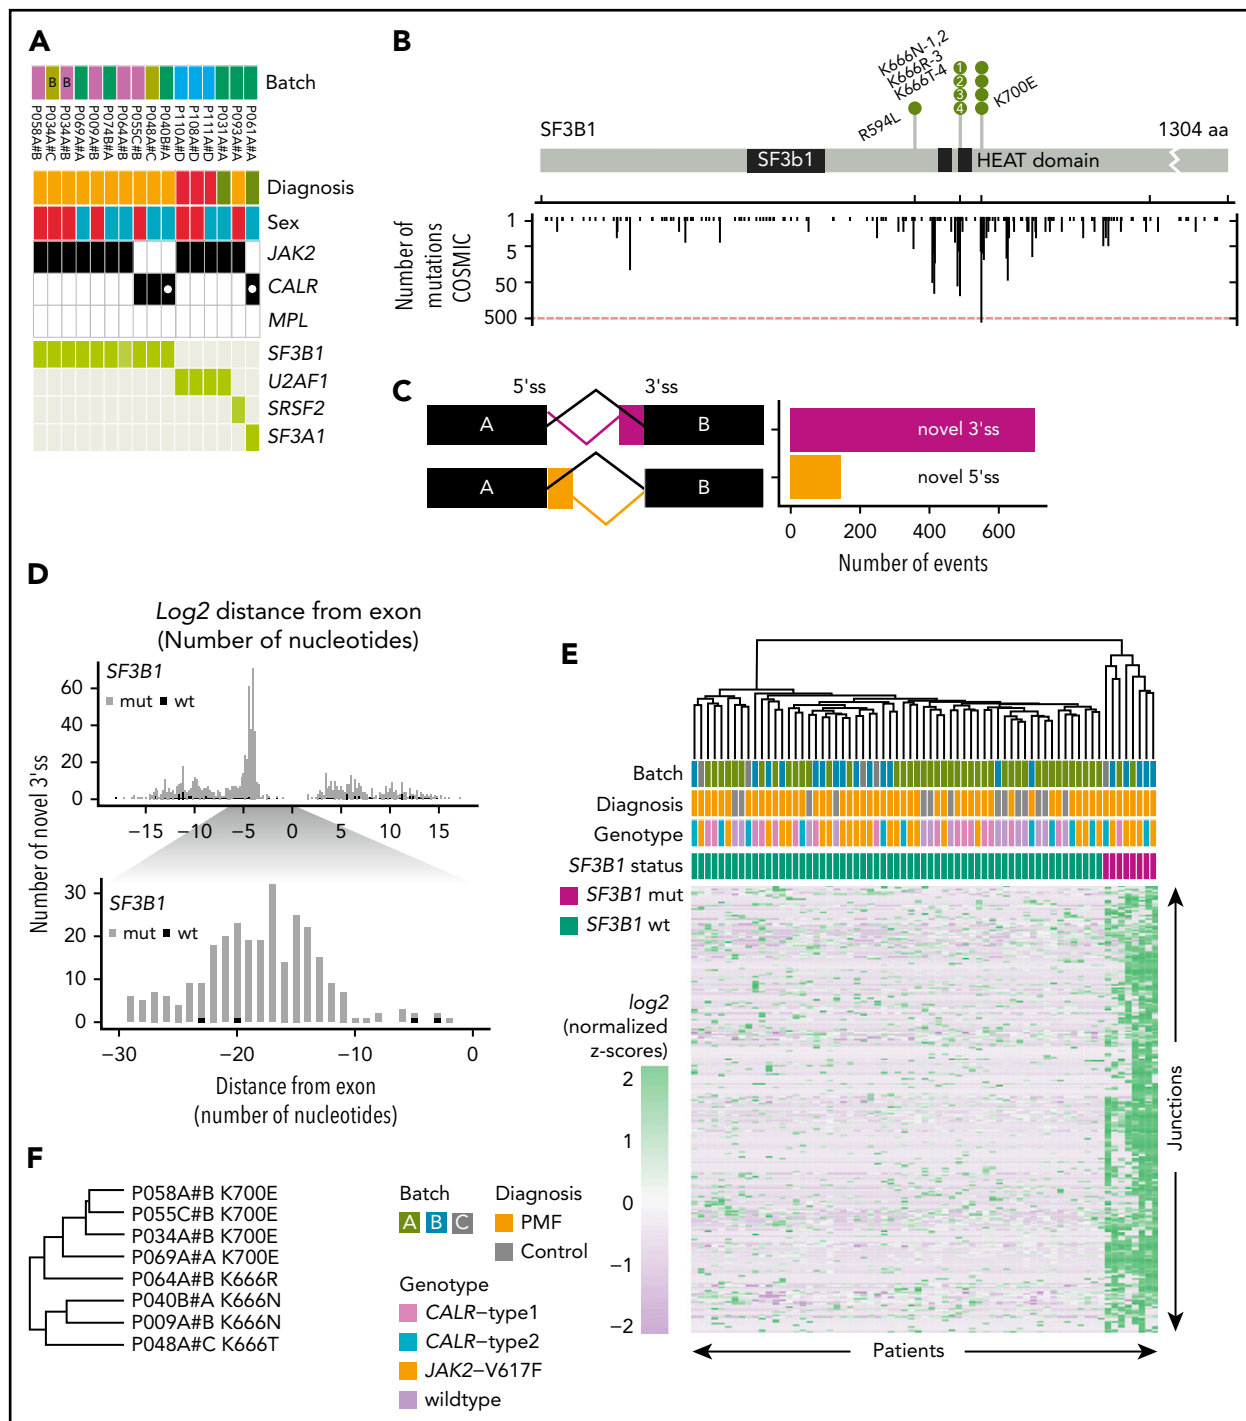 A
B B
Batch
P058A#B
P034A#C
P034A#B
P069A#A
P009A#B
P074B#A
P064A#B
P055C#B
P048A#C
P040B#A
P110A#D
P108A#D
P111A#D
P031A#A
P093A#A
P061A#A
Diagnosis
Sex
JAK2
CALR
MPL
SF3B1
U2AF1
SRSF2
SF3A1
B
K666N-1,2
K666R-3
K666T-4
R594L
1
2
3
4
K700E
SF3B1
1304 aa
SF3b1
HEAT domain
Number of
mutations
COSMIC
1
5
50
500
C
5'ss 3'ss
A B
A B
novel 3'ss
novel 5'ss
0 200 400 600
Number of events
D
Log2 distance from exon
(Number of nucleotides)
SF3B1
mut wt
60
40
20
0
−15 −10 −5 0 5 10 15
Number of novel 3'ss
SF3B1
mut wt
30
20
10
0
−30 −20 −10 0
Distance from exon
(number of nucleotides)
E
Batch
Diagnosis
Genotype
SF3B1 status
SF3B1 mut
SF3B1 wt
log2
(normalized
z-scores)
2
1
0
−1
−2
Junctions
Patients
F
P058A#B K700E
P055C#B K700E
P034A#B K700E
P069A#A K700E
P064A#B K666R
P040B#A K666N
P009A#B K666N
P048A#C K666T
Batch
A B C
Diagnosis
PMF
Control
Genotype
CALR−type1
CALR−type2
JAK2−V617F
wildtype